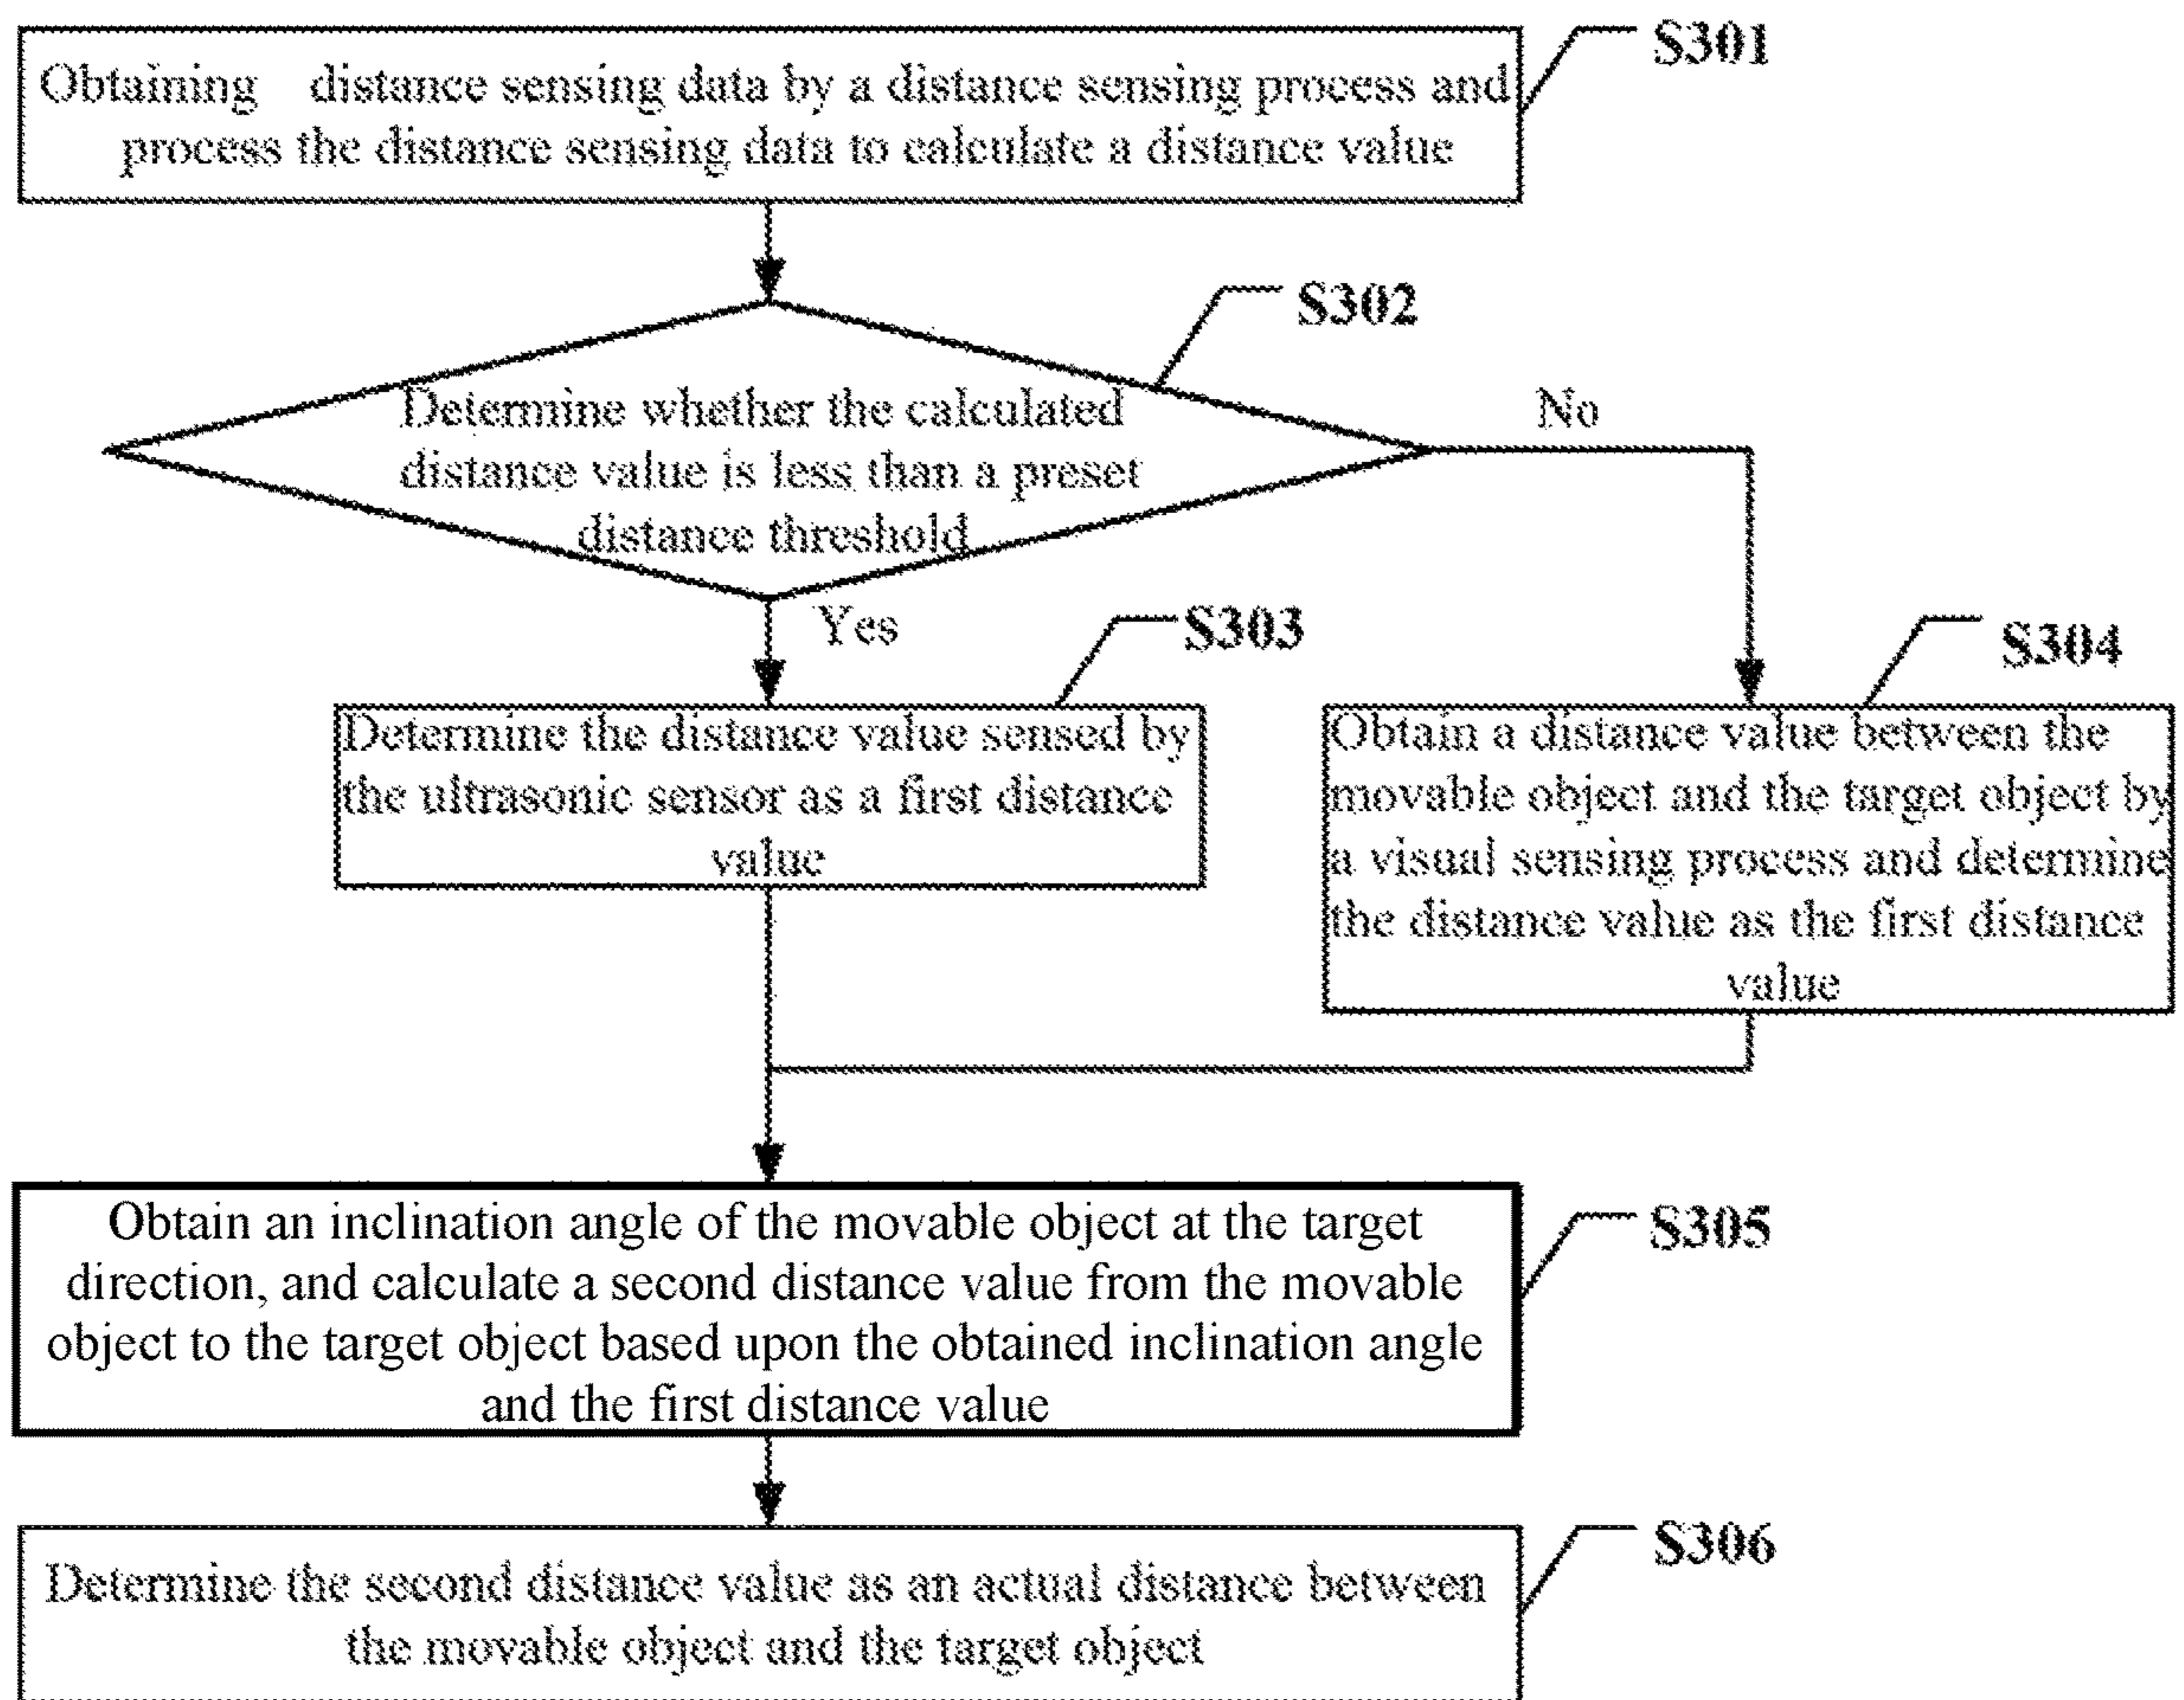 S301
Obtaining distance sensing data by a distance sensing process and
process the distance sensing data to calculate a distance value
S302
Determine whether the calculated
distance value is less than a preset
distance threshold
No
Yes
S303
Determine the distance value sensed by
the ultrasonic sensor as a first distance
value
S304
Obtain a distance value between the
movable object and the target object by
a visual sensing process and determine
the distance value as the first distance
value
S305
Obtain an inclination angle of the movable object at the target
direction, and calculate a second distance value from the movable
object to the target object based upon the obtained inclination angle
and the first distance value
S306
Determine the second distance value as an actual distance between
the movable object and the target object